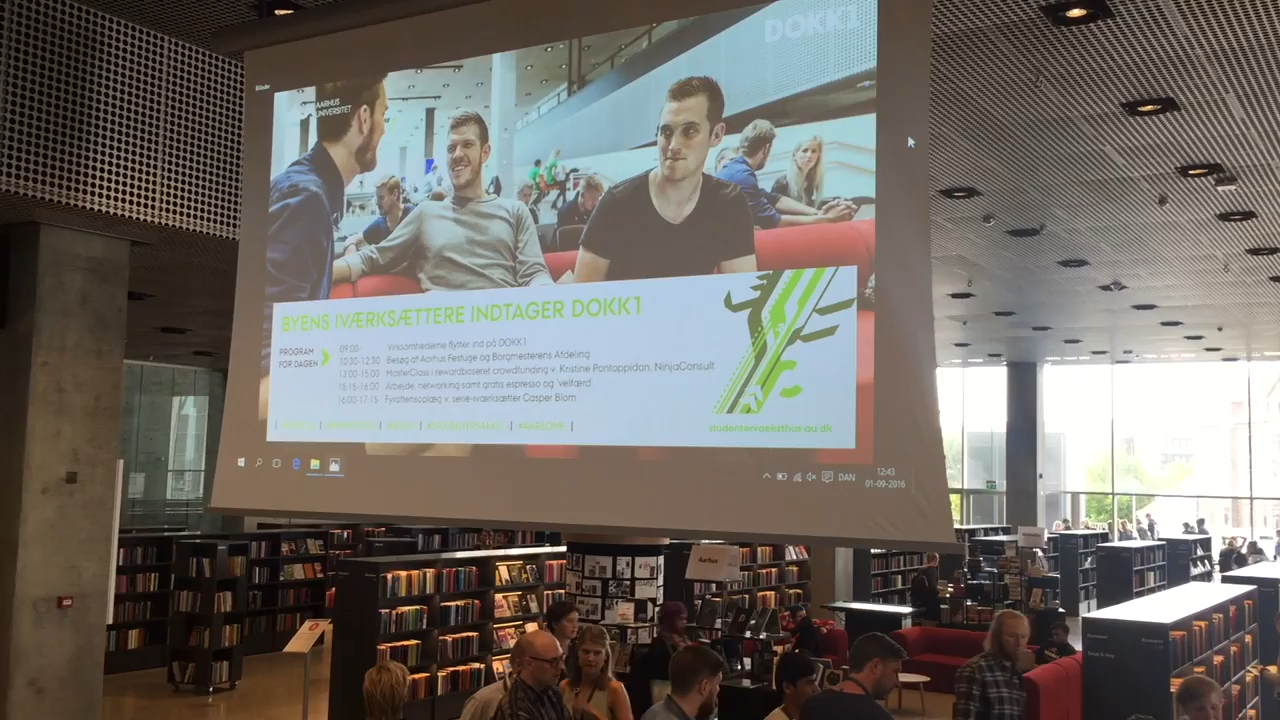 DOKK1
Billeder
AARHUS
UNIVERSITET
BYENS IVÆRKSÆTTERE INDTAGER DOKK1
PROGRAM
FOR DAGEN
09.00- Virksomhederne flytter ind på DOKK1
10.30-12.30 Besøg af Aarhus Festuge og Borgmesterens Afdeling
13.00-15.00 MasterClass i rewardbaseret crowdfunding v. Kristine Pontoppidan, NinjaConsult
15.15-16.00 Arbejde, networking samt gratis espresso og 'velfærd'
16.00-17.15 Fyraftensoplæg v. serie-iværksætter Casper Blom
studentervaeksthus.au.dk
DAN
12:43
01-09-2016
Aarhus